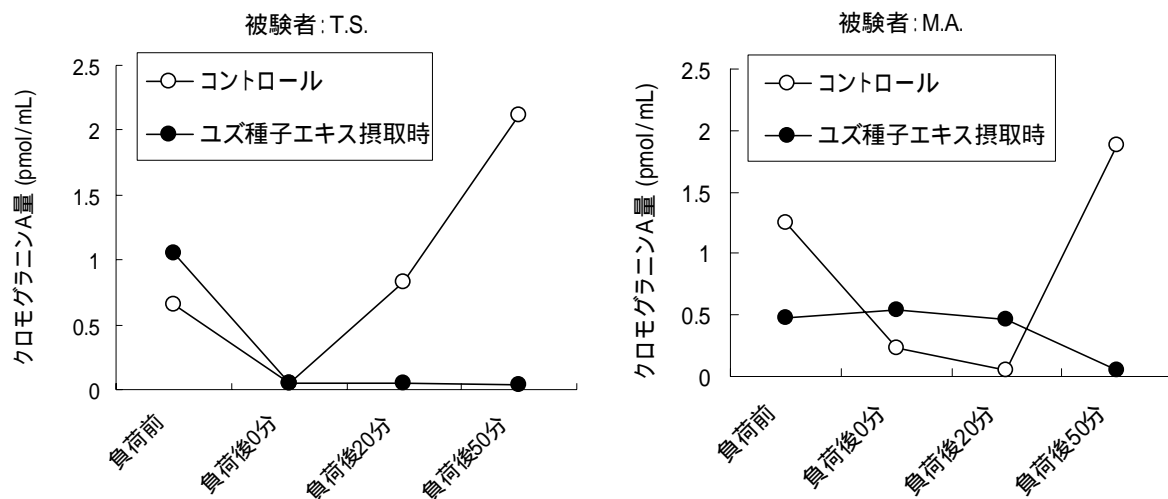 被験者：T.S.
クロモグラニンA量 (pmol/mL)
2.5
2
1.5
1
0.5
0
コントロール
ユズ種子エキス摂取時
負荷前
負荷後0分
負荷後20分
負荷後50分
被験者：M.A.
クロモグラニンA量 (pmol/mL)
2.5
2
1.5
1
0.5
0
コントロール
ユズ種子エキス摂取時
負荷前
負荷後0分
負荷後20分
負荷後50分